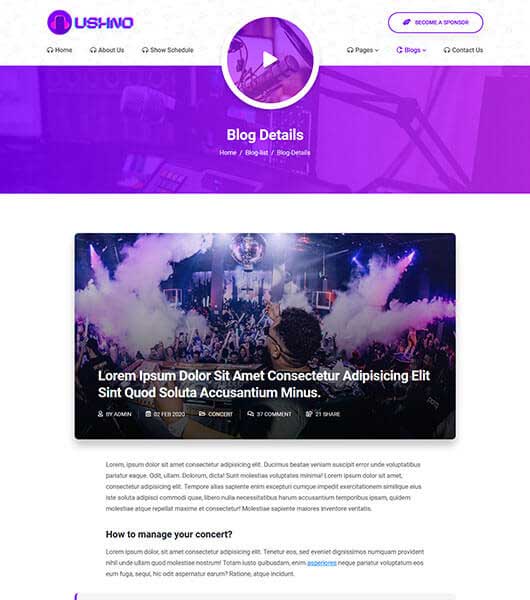 USHNO
BECOME A SPONSOR
Home About Us Show Schedule Pages Blogs Contact Us
Blog Details
Home / Blog-list / Blog-Details
Lorem Ipsum Dolor Sit Amet Consectetur Adipisicing Elit
Sint Quod Soluta Accusantium Minus.
BY ADMIN 02 FEB 2020 CONCERT 37 COMMENT 21 SHARE
Lorem, ipsum dolor sit amet consectetur adipisicing elit. Ducimus beatae veniam suscipit earum rem unde voluptatibus
pariatur eaque. Odit, ullam. Dolorum, dicta! Sunt molestias voluptates minima! Lorem ipsum dolor sit amet,
consectetur adipisicing elit. Tempore alias sapiente enim excepturi cumque impedit exercitationem similique eius, iure
autem soluta adipisci commodi quae, libero nulla necessitatibus harum accusantium temporibus, quidem
molestiae atque repellat maxime et consectetur! Molestias maiores inventore veritatis.
How to manage your concert?
Lorem ipsum dolor sit amet consectetur adipisicing elit. Tenetur eos, sed eveniet dignissimos numquam provident
nihil unde ullam quod molestiae nostrum! Totam iusto quibusdam, enim asperiores neque pariatur voluptatum eos
eum fuga, sequi, hic odit aspernatur earum? Ratione, atque incidunt.